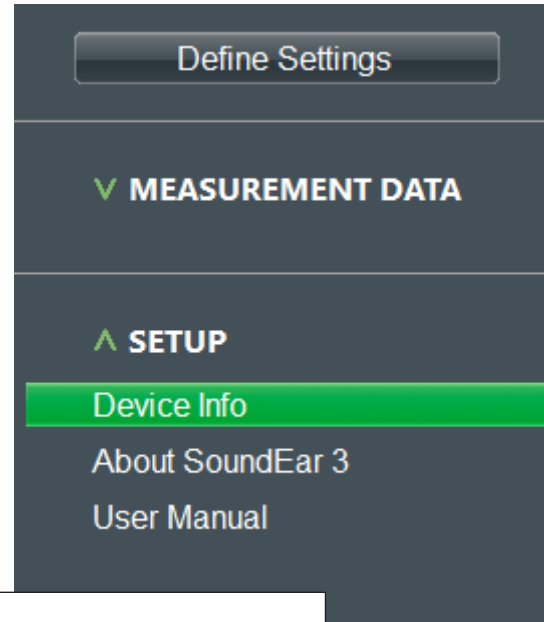 Define Settings
MEASUREMENT DATA
SETUP
Device Info
About SoundEar 3
User Manual